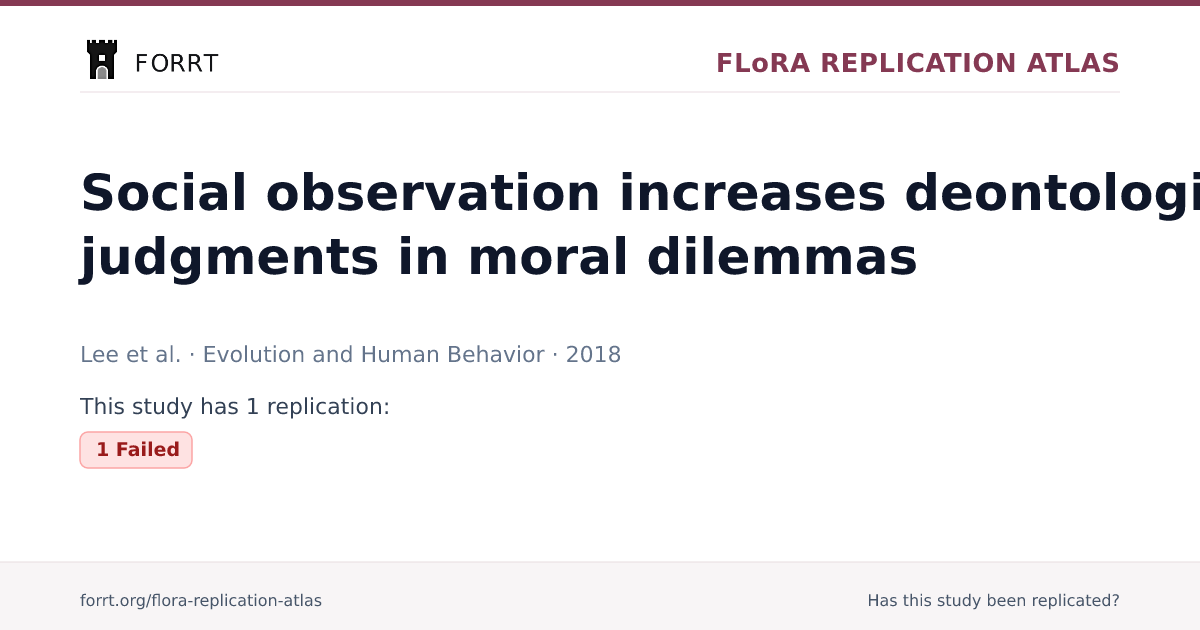 FORRT
FLoRA REPLICATION ATLAS
Social observation increases deontologi
judgments in moral dilemmas
Lee et al. · Evolution and Human Behavior · 2018
This study has 1 replication:
1 Failed
forrt.org/flora-replication-atlas
Has this study been replicated?